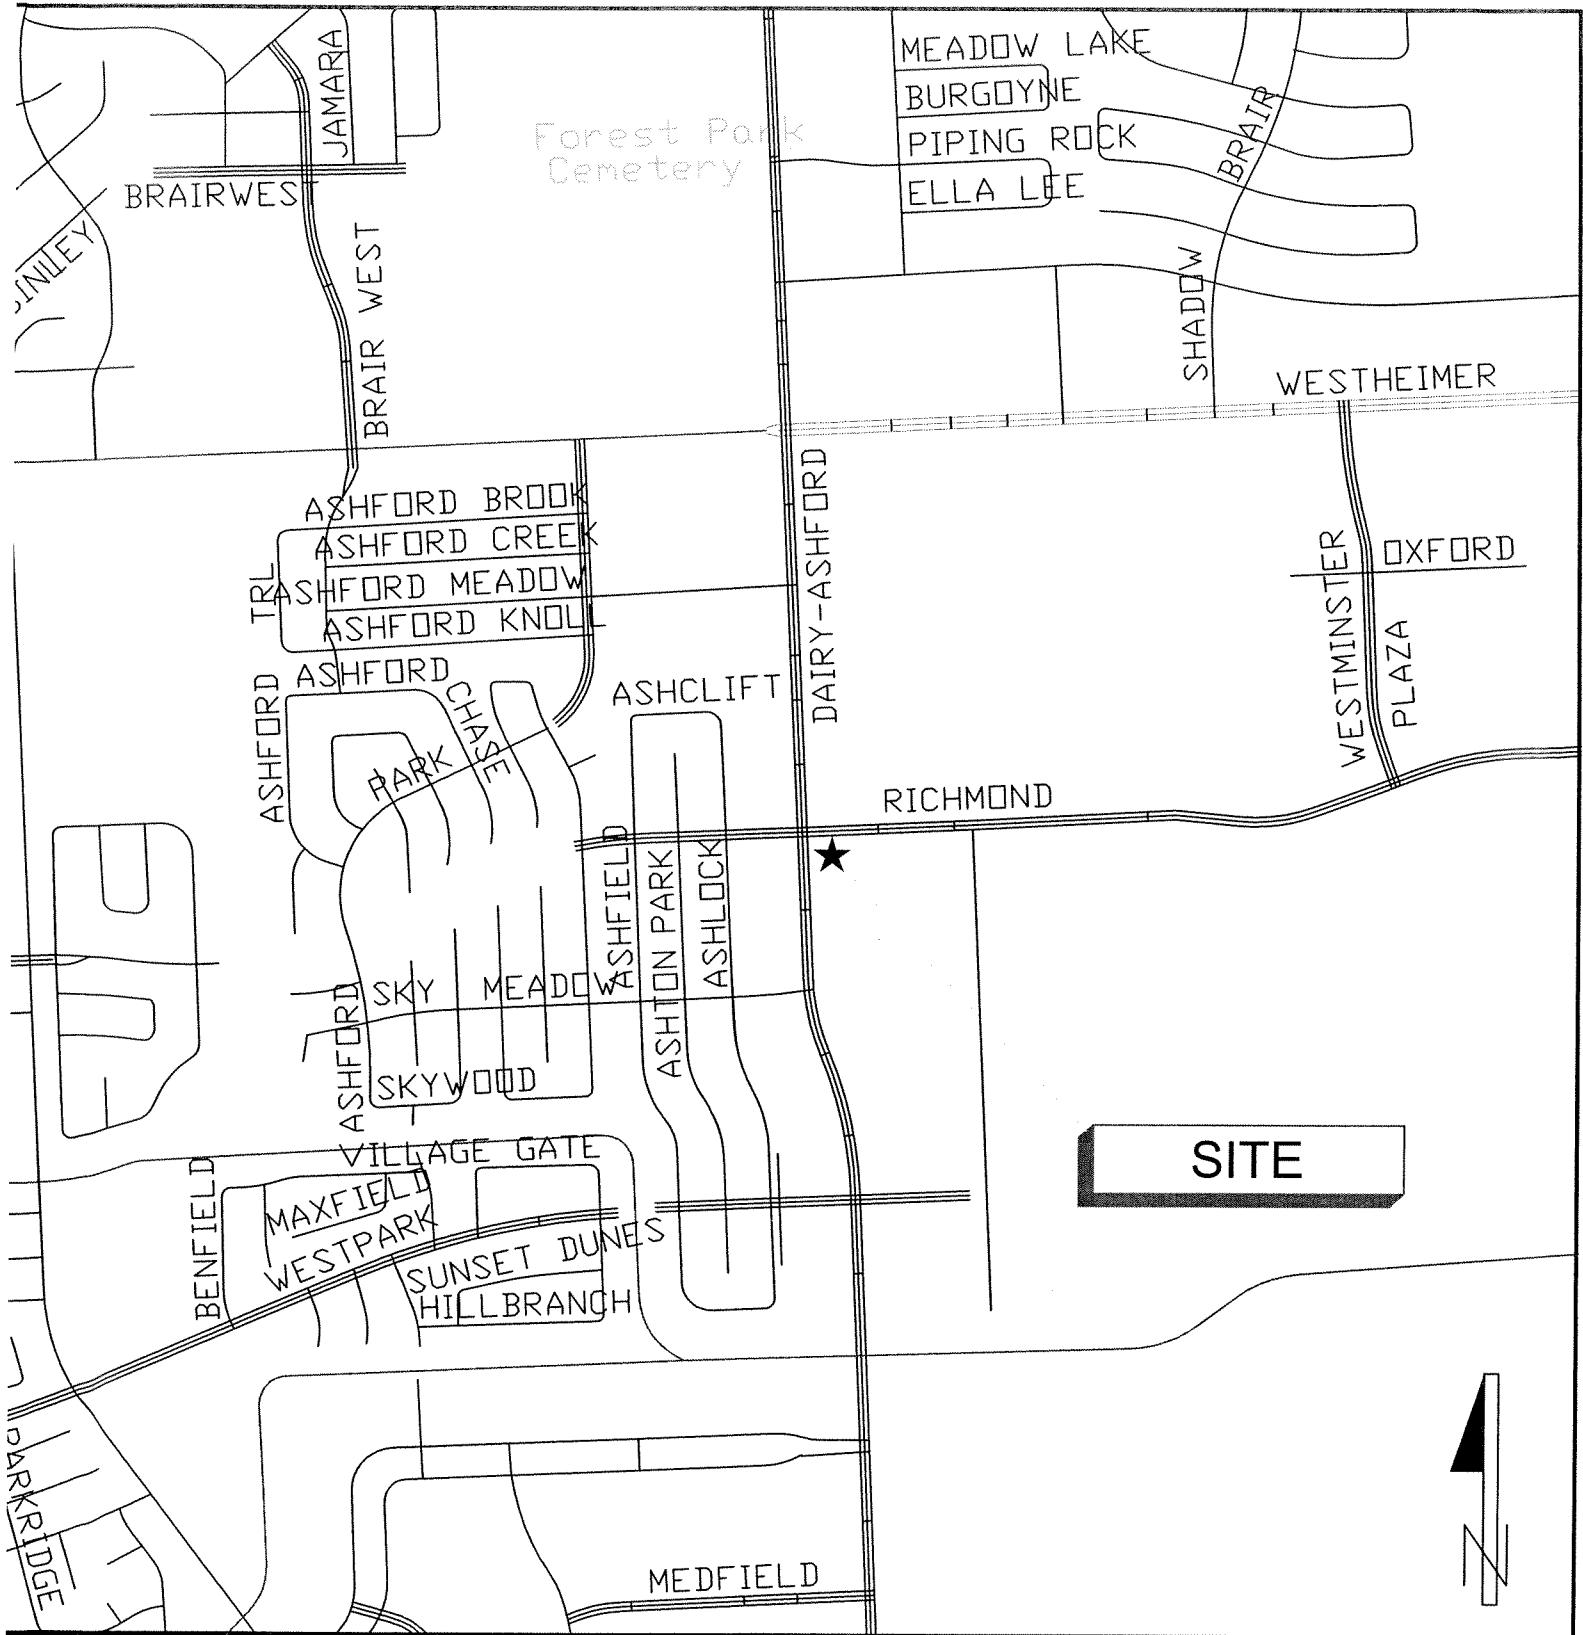 JAMARA
MEADOW LAKE
BURGOYNE
PIPING ROCK
ELLA LEE
Forest Park
Cemetery
BRAIRWEST
BRAIR WEST
SHADOW BRAIR
WESTHEIMER
ASHFORD BROOK
ASHFORD CREEK
ASHFORD MEADOW
ASHFORD KNOLL
ASHFORD TRL
ASHFORD CHASE
DAIRY-ASHFORD
OXFORD
WESTMINSTER
PLAZA
ASHCLIFT
RICHMOND
ASHFORD PARK
ASHFIELD
ASHTON PARK
ASHLOCK
SKY MEADOW
SKYWOOD
VILLAGE GATE
SITE
BENFIELD
MAXFIELD
WESTPARK
SUNSET DUNES
HILLBRANCH
PARKRIDGE
MEDFIELD
N